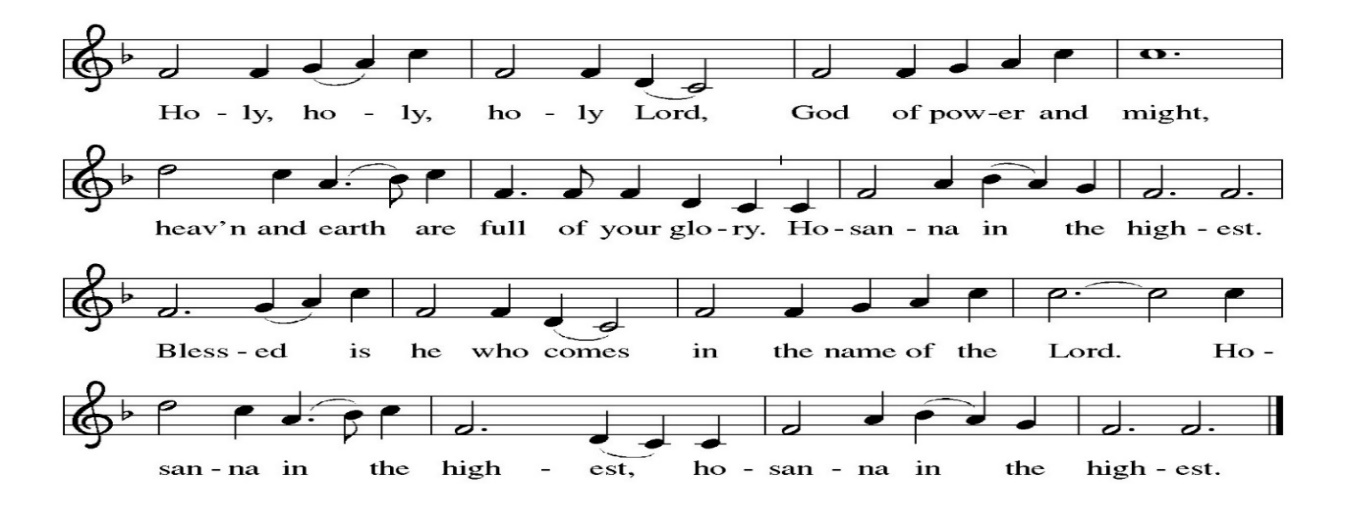 Ho - ly, ho - ly, ho - ly Lord, God of pow-er and might,
heav'n and earth are full of your glo-ry. Ho-san - na in the high - est.
Bless - ed is he who comes in the name of the Lord. Ho -
san - na in the high - est, ho - san - na in the high - est.